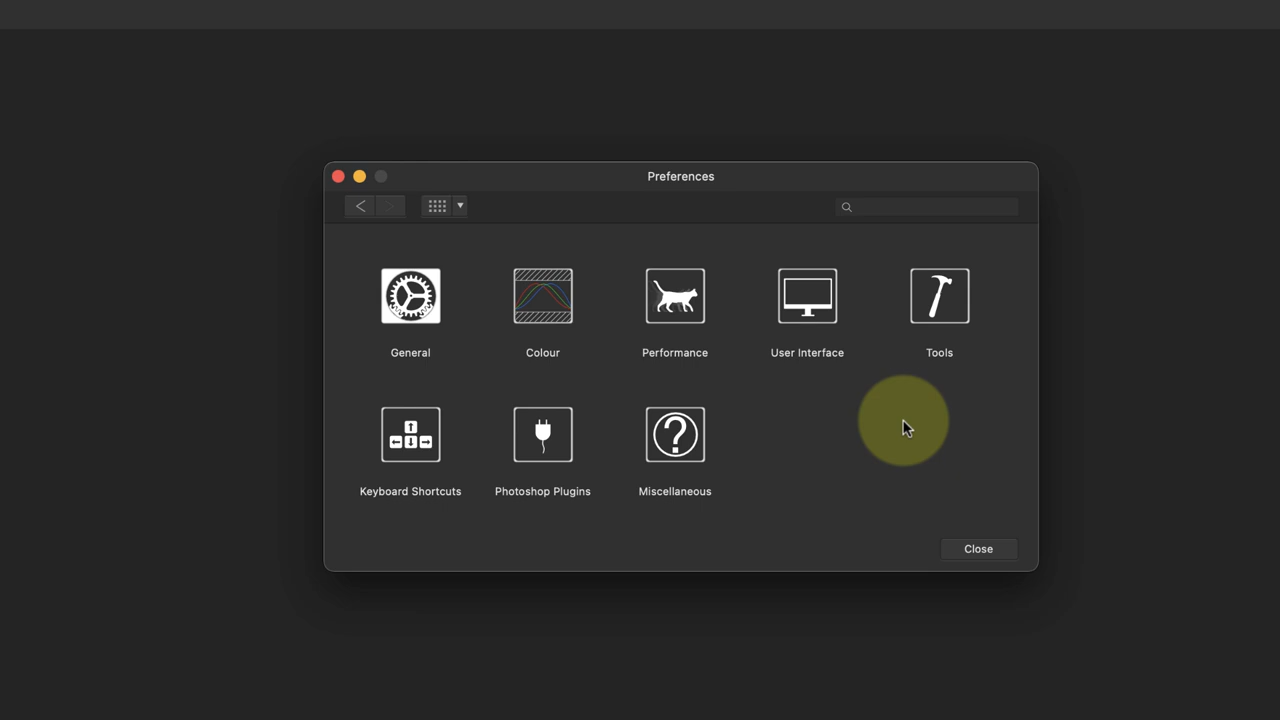 Preferences
General
Colour
Performance
User Interface
Tools
Keyboard Shortcuts
Photoshop Plugins
Miscellaneous
Close